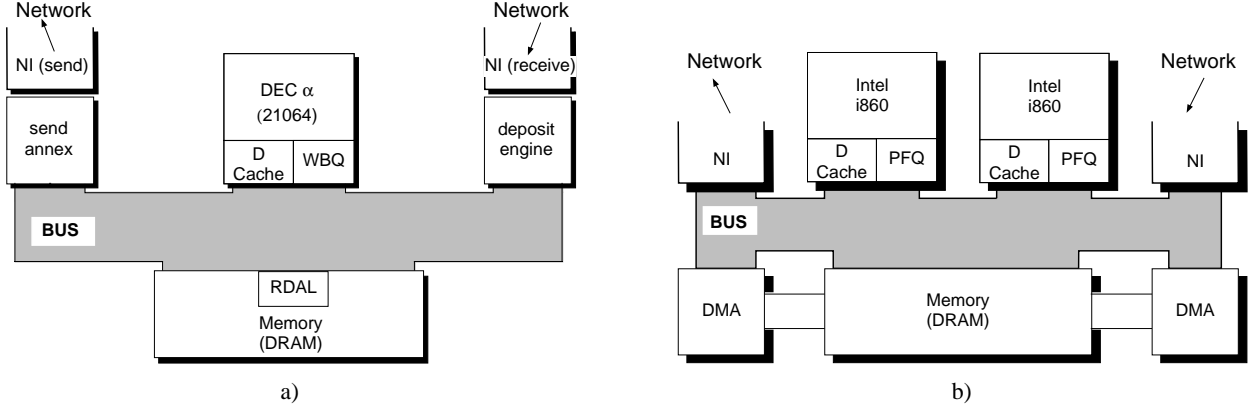 Network
NI (send)
send
annex
DEC α
(21064)
D
Cache
WBQ
Network
NI (receive)
deposit
engine
BUS
RDAL
Memory
(DRAM)
a)
Network
NI
Intel
i860
D
Cache
PFQ
Intel
i860
D
Cache
PFQ
Network
NI
BUS
DMA
Memory
(DRAM)
DMA
b)